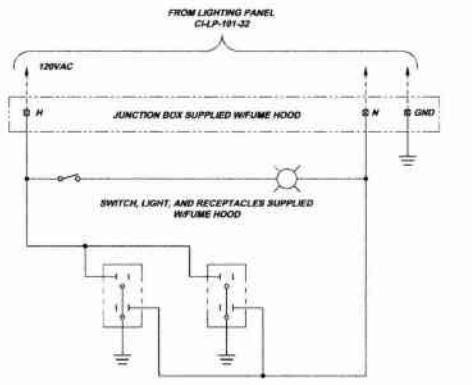 FROM LIGHTING PANEL
CI-LP-101-32
120VAC
H
JUNCTION BOX SUPPLIED W/FUME HOOD
N
GND
SWITCH, LIGHT, AND RECEPTACLES SUPPLIED
W/FUME HOOD